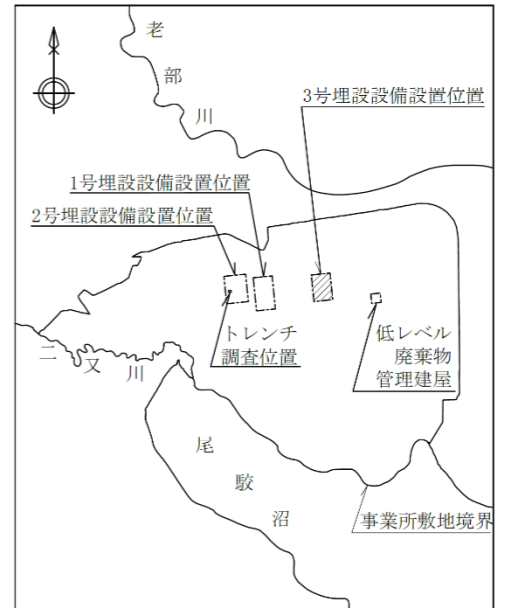 老部川
3号埋設設備設置位置
1号埋設設備設置位置
2号埋設設備設置位置
トレンチ
調査位置
低レベル
廃棄物
管理建屋
二又川
尾駮沼
事業所敷地境界